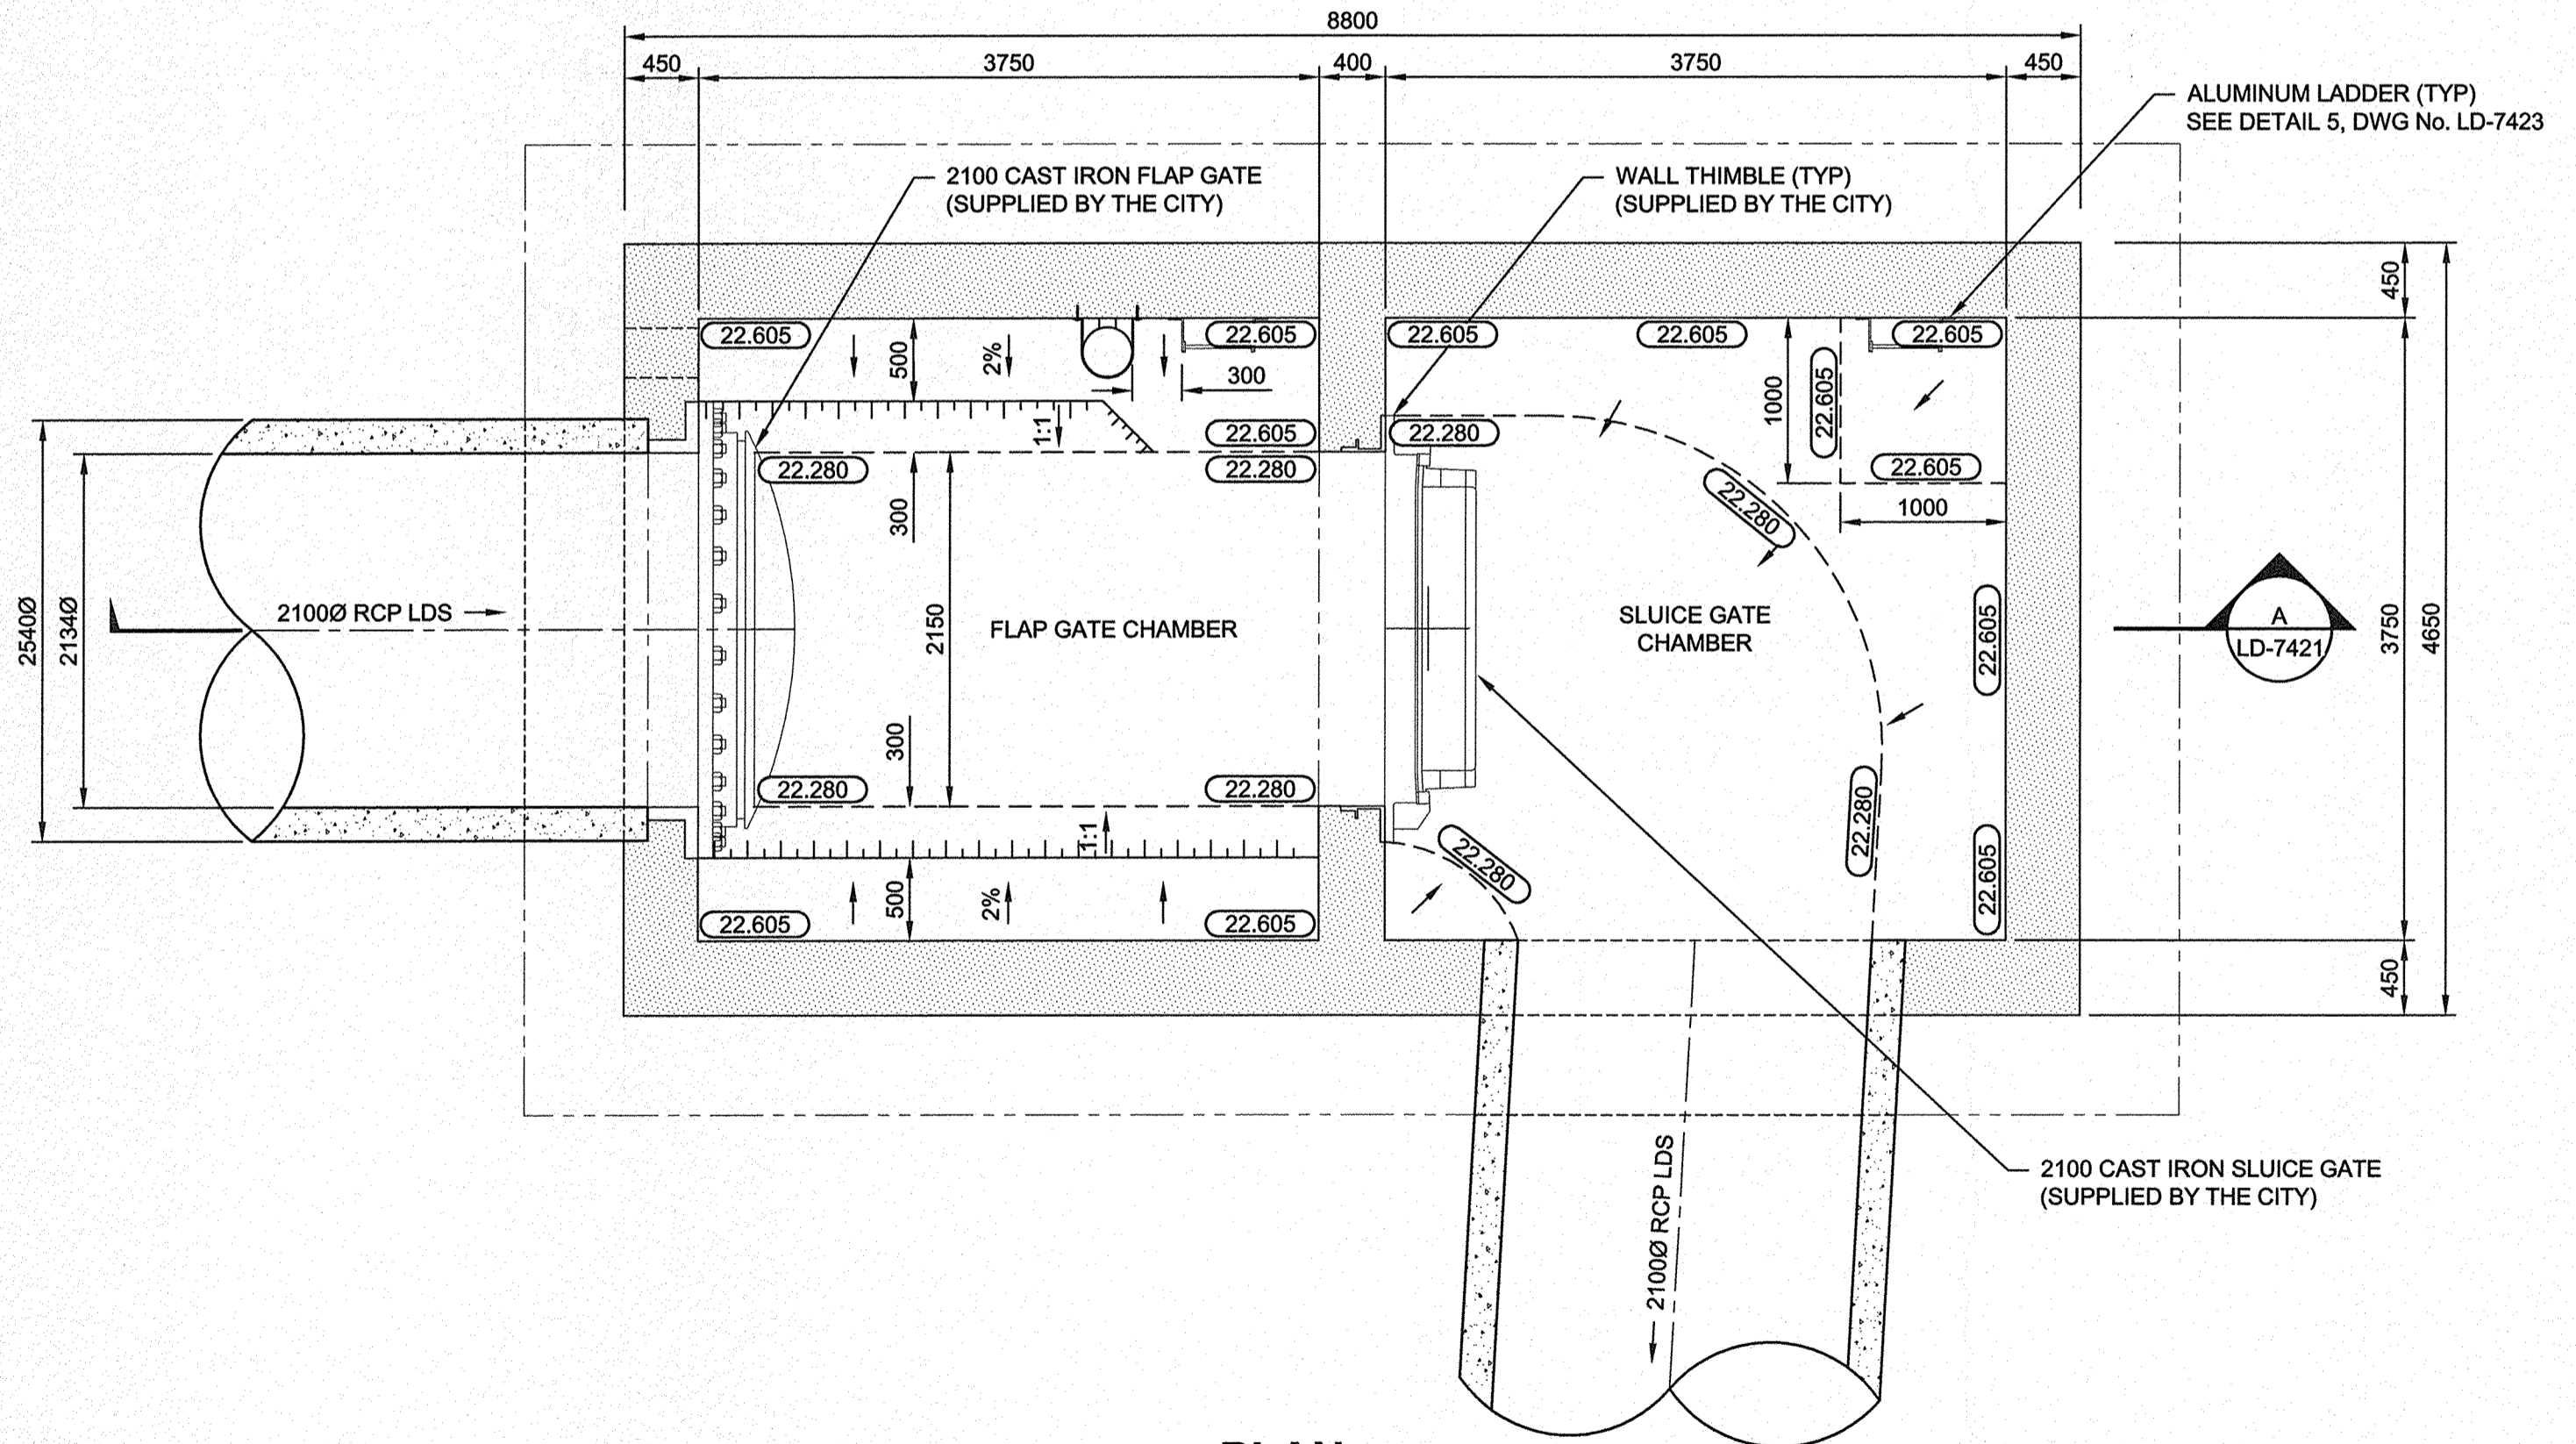 8800
450
3750
400
3750
450
ALUMINUM LADDER (TYP)
SEE DETAIL 5, DWG No. LD-7423
2100 CAST IRON FLAP GATE
(SUPPLIED BY THE CITY)
WALL THIMBLE (TYP)
(SUPPLIED BY THE CITY)
450
22.605
500
2%
22.605
300
22.605
22.605
22.605
1000
22.605
1:1
22.605
22.280
22.605
22.280
22.280
300
22.280
1000
2540Ø
2134Ø
2100Ø RCP LDS
2150
FLAP GATE CHAMBER
SLUICE GATE
CHAMBER
22.605
A
LD-7421
3750
4650
300
22.280
22.280
1:1
22.280
22.280
22.605
500
2%
22.605
22.605
450
2100Ø RCP LDS
2100 CAST IRON SLUICE GATE
(SUPPLIED BY THE CITY)